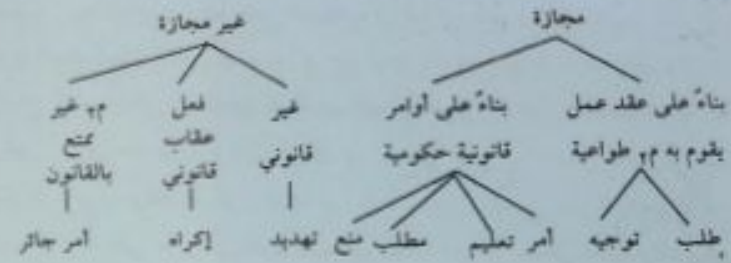 مجازة
غير مجازة
بناءً على عقد عمل
يقوم به م٢ طواعية
بناءً على أوامر
قانونية حكومية
غير
قانوني
فعل
عقاب
قانوني
م٢ غير
متمتع
بالقانون
طلب
توجيه
أمر
تعليم
مطلب
منع
تهديد
إكراه
أمر جائر